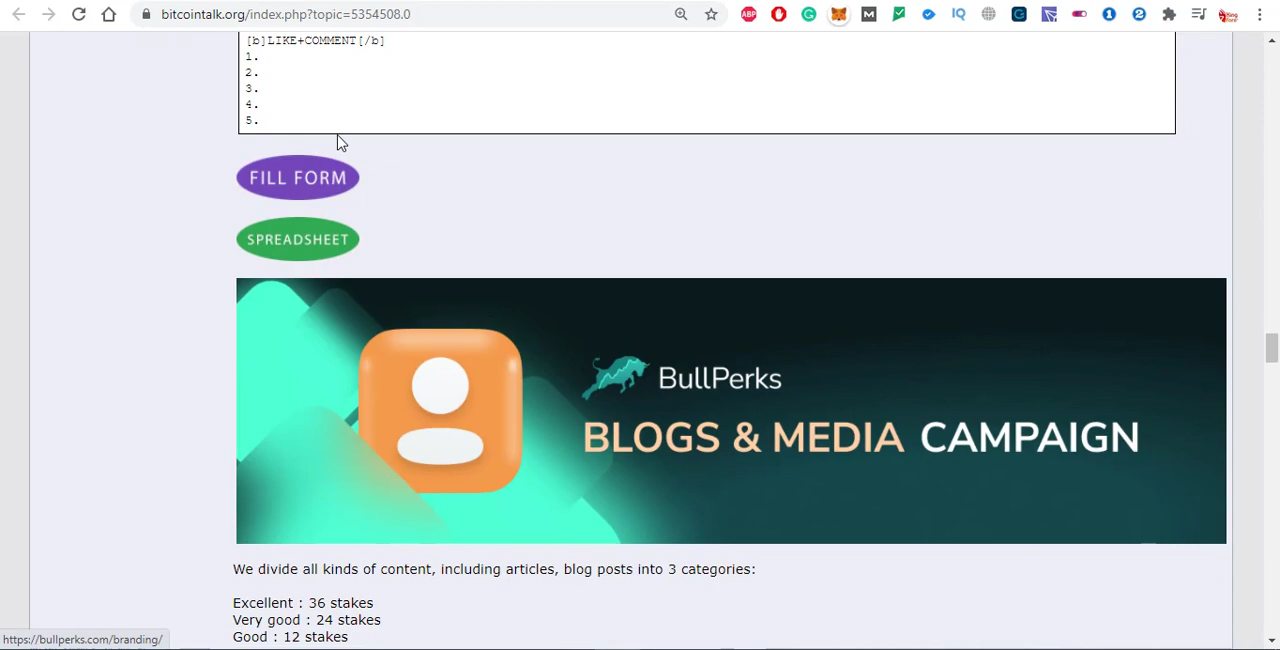 bitcointalk.org/index.php?topic=5354508.0
[b]LIKE+COMMENT[/b]
1.
2.
3.
4.
5.
FILL FORM
SPREADSHEET
BullPerks
BLOGS & MEDIA CAMPAIGN
We divide all kinds of content, including articles, blog posts into 3 categories:
Excellent : 36 stakes
Very good : 24 stakes
Good : 12 stakes
https://bullperks.com/branding/